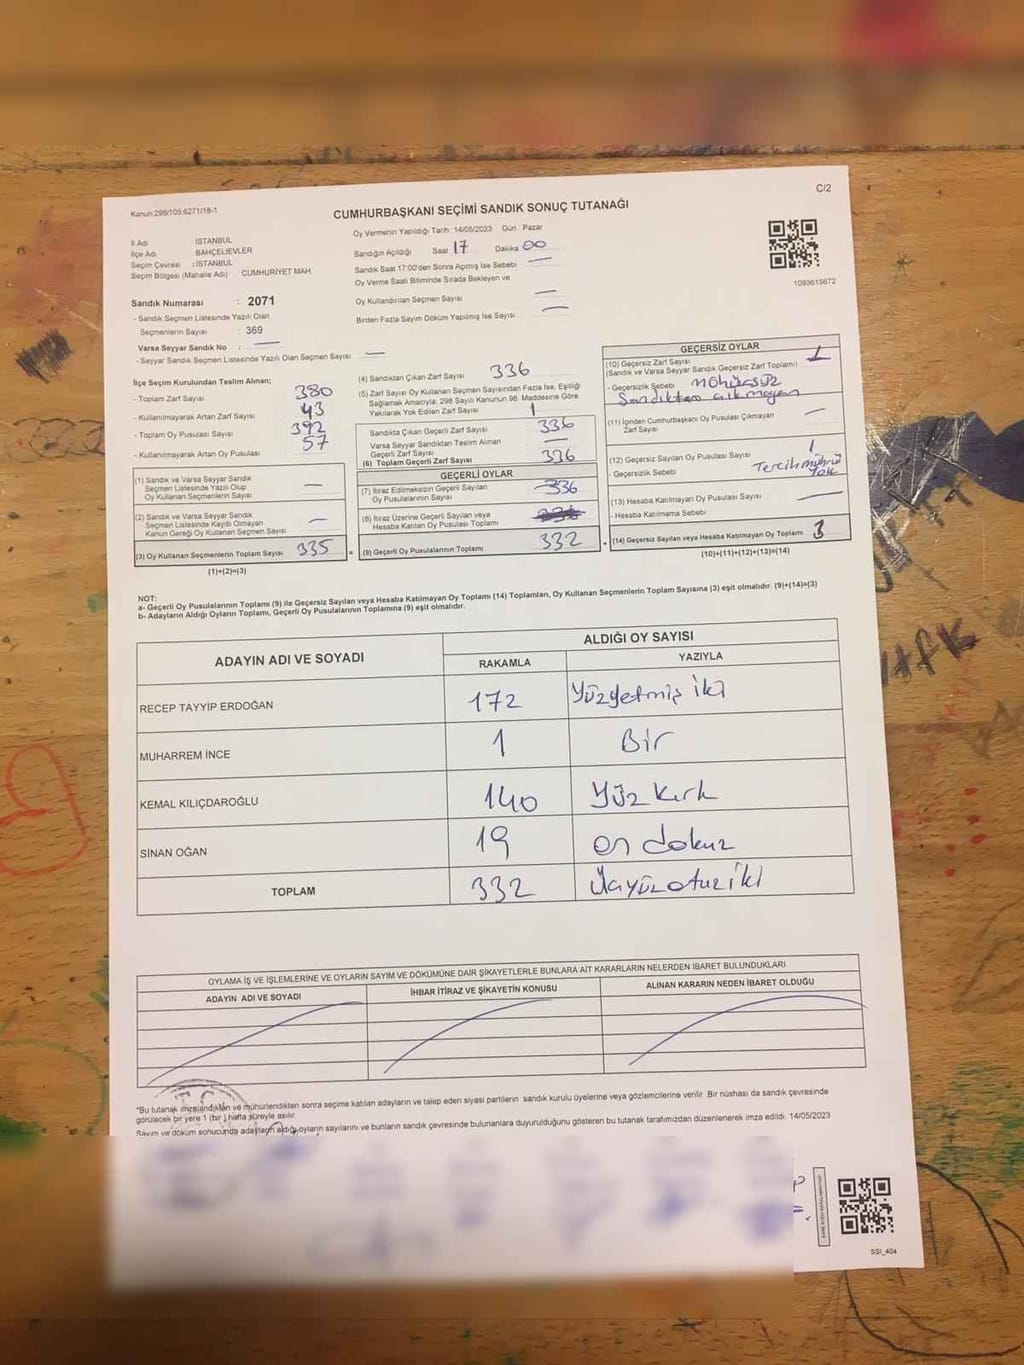 C/2
Kanun:298/105,6271/18-1
CUMHURBAŞKANI SEÇİMİ SANDIK SONUÇ TUTANAĞI
Oy Vermenin Yapıldığı Tarih :14/05/2023 Gün : Pazar
İl Adı : İSTANBUL
İlçe Adı : BAHÇELİEVLER
Seçim Çevresi : İSTANBUL
Seçim Bölgesi (Mahalle Adı) CUMHURİYET MAH.
Sandığın Açıldığı Saat 17 Dakika 00
Sandık Saat 17:00'den Sonra Açımış İse Sebebi —
Oy Verme Saati Bitiminde Sırada Bekleyen ve
Oy Kullandırılan Seçmen Sayısı —
Birden Fazla Sayım Döküm Yapılmış İse Sayısı —
1093615672
Sandık Numarası : 2071
- Sandık Seçmen Listesinde Yazılı Olan
Seçmenlerin Sayısı : 369
Varsa Seyyar Sandık No : —
- Seyyar Sandık Seçmen Listesinde Yazılı Olan Seçmen Sayısı —
İlçe Seçim Kurulundan Teslim Alınan;
- Toplam Zarf Sayısı 380
- Kullanılmayarak Artan Zarf Sayısı 43
- Toplam Oy Pusulası Sayısı 392
- Kullanılmayarak Artan Oy Pusulası 57
(1) Sandık ve Varsa Seyyar Sandık
Seçmen Listesinde Yazılı Olup
Oy Kullanan Seçmenlerin Sayısı —
(2) Sandık ve Varsa Seyyar Sandık
Seçmen Listesinde Kayıtlı Olmayan
Kanun Gereği Oy Kullanan Seçmen Sayısı —
(3) Oy Kullanan Seçmenlerin Toplam Sayısı 335 =
(1)+(2)=(3)
(4) Sandıktan Çıkan Zarf Sayısı 336
(5) Zarf Sayısı Oy Kullanan Seçmen Sayısından Fazla İse, Eşitliği
Sağlamak Amacıyla; 298 Sayılı Kanunun 98. Maddesine Göre
Yakılarak Yok Edilen Zarf Sayısı 1
Sandıkta Çıkan Geçerli Zarf Sayısı 336
Varsa Seyyar Sandıktan Teslim Alınan
Geçerli Zarf Sayısı —
(6) Toplam Geçerli Zarf Sayısı 336
GEÇERLİ OYLAR
(7) İtiraz Edilmeksizin Geçerli Sayılan
Oy Pusulalarının Sayısı 336
(8) İtiraz Üzerine Geçerli Sayılan veya
Hesaba Katılan Oy Pusulası Toplamı
(9) Geçerli Oy Pusulalarının Toplamı 332 +
GEÇERSİZ OYLAR
(10) Geçersiz Zarf Sayısı
(Sandık ve Varsa Seyyar Sandık Geçersiz Zarf Toplamı) 1
- Geçersizlik Sebebi mühürsüz
Sandıktan çıkmayan
(11) İçinden Cumhurbaşkanı Oy Pusulası Çıkmayan
Zarf Sayısı —
(12) Geçersiz Sayılan Oy Pusulası Sayısı 1
- Geçersizlik Sebebi Tercih mührü
yok
(13) Hesaba Katılmayan Oy Pusulası Sayısı —
- Hesaba Katılmama Sebebi
(14) Geçersiz Sayılan veya Hesaba Katılmayan Oy Toplamı 3
(10)+(11)+(12)+(13)=(14)
NOT:
a- Geçerli Oy Pusulalarının Toplamı (9) ile Geçersiz Sayılan veya Hesaba Katılmayan Oy Toplamı (14) Toplamları, Oy Kullanan Seçmenlerin Toplam Sayısına (3) eşit olmalıdır. (9)+(14)=(3)
b- Adayların Aldığı Oyların Toplamı, Geçerli Oy Pusulalarının Toplamına (9) eşit olmalıdır.
ADAYIN ADI VE SOYADI
ALDIĞI OY SAYISI
RAKAMLA YAZIYLA
RECEP TAYYİP ERDOĞAN 172 Yüzyetmiş iki
MUHARREM İNCE 1 Bir
KEMAL KILIÇDAROĞLU 140 Yüz kırk
SİNAN OĞAN 19 on dokuz
TOPLAM 332 Üçyüzotuziki
OYLAMA İŞ VE İŞLEMLERİNE VE OYLARIN SAYIM VE DÖKÜMÜNE DAİR ŞİKAYETLERLE BUNLARA AİT KARARLARIN NELERDEN İBARET BULUNDUKLARI
ADAYIN ADI VE SOYADI İHBAR İTİRAZ VE ŞİKAYETİN KONUSU ALINAN KARARIN NEDEN İBARET OLDUĞU
*Bu tutanak imzalandıktan ve mühürlendikten sonra seçime katılan adayların ve talep eden siyasi partilerin sandık kurulu üyelerine veya gözlemcilerine verilir .Bir nüshası da sandık çevresinde
görülecek bir yere 1 (bir ) hafta süreyle asılır.
Sayım ve döküm sonucunda adayların aldığı oyların sayılarını ve bunların sandık çevresinde bulunanlara duyurulduğunu gösteren bu tutanak tarafımızdan düzenlenerek imza edildi. 14/05/2023
SSI_404